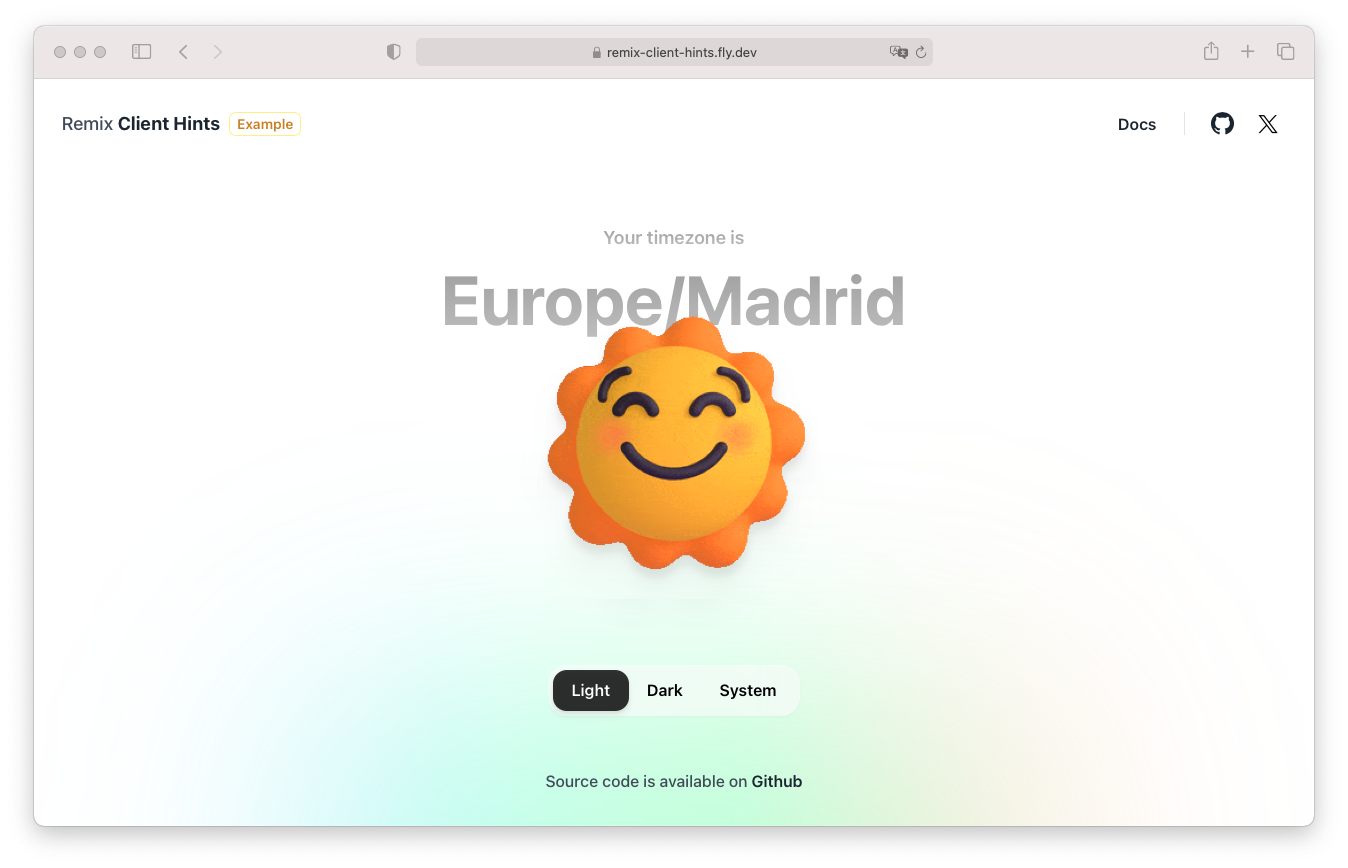 remix-client-hints.fly.dev
Remix Client Hints Example
Docs
Your timezone is
Europe/Madrid
Light Dark System
Source code is available on Github